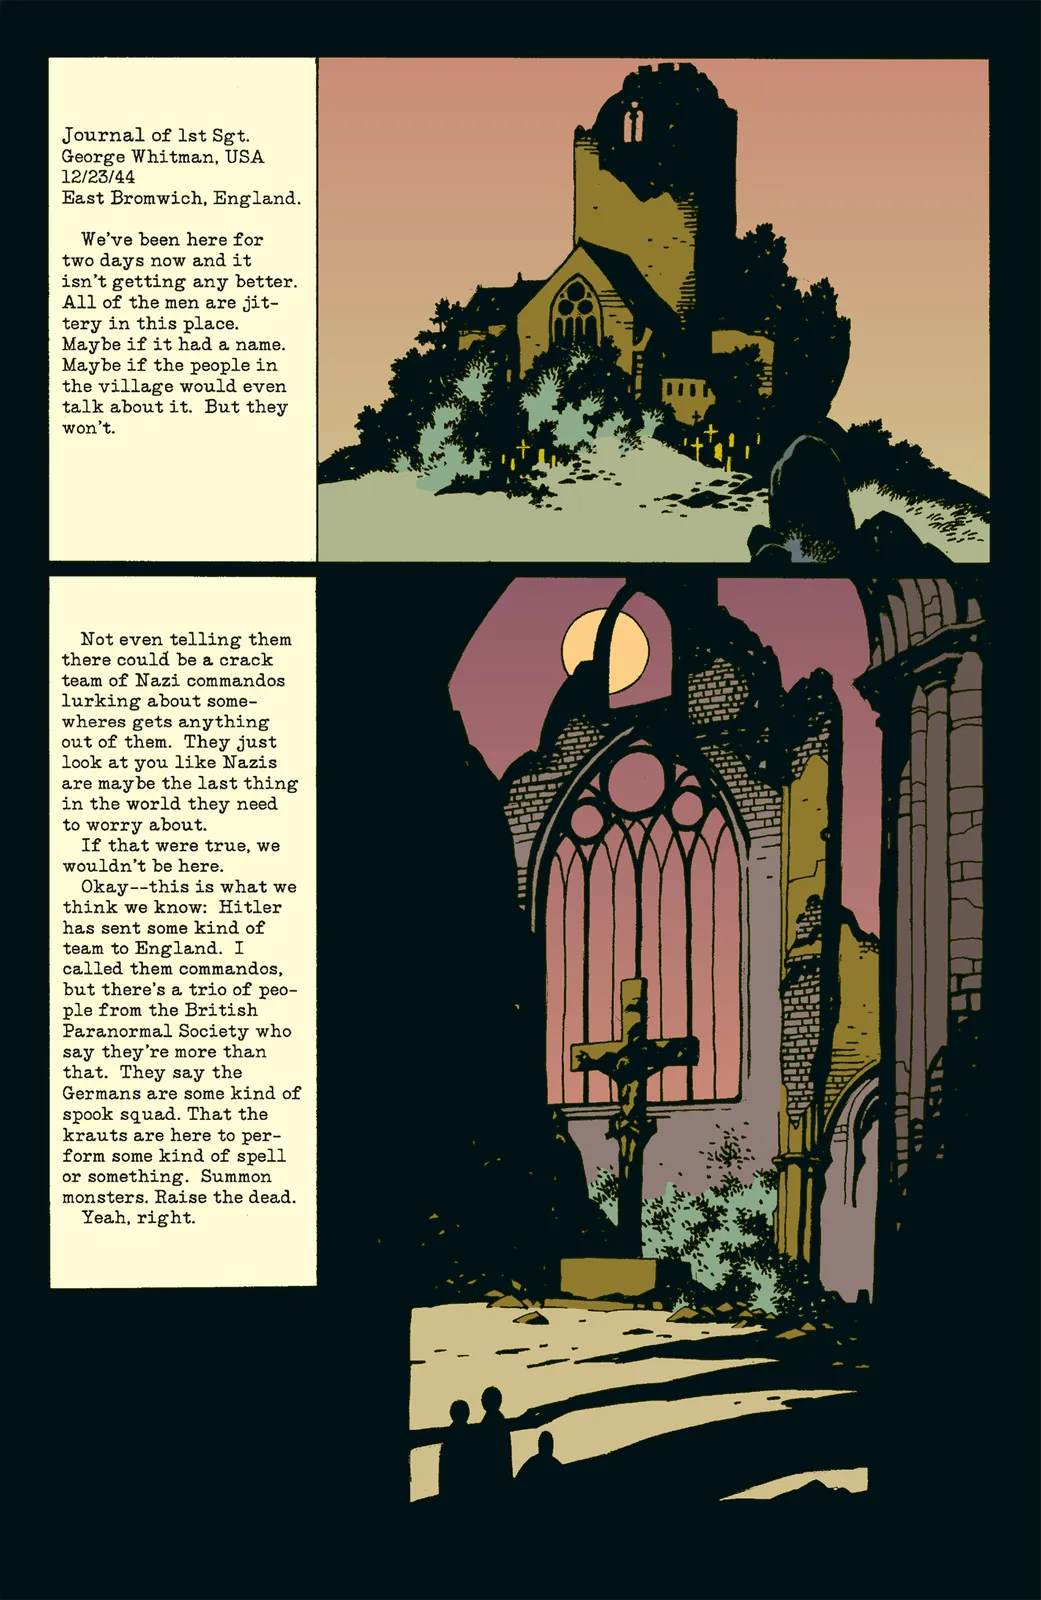 Journal of 1st Sgt.
George Whitman, USA
12/23/44
East Bromwich, England.
We've been here for
two days now and it
isn't getting any better.
All of the men are jit-
tery in this place.
Maybe if it had a name.
Maybe if the people in
the village would even
talk about it. But they
won't.
Not even telling them
there could be a crack
team of Nazi commandos
lurking about some-
wheres gets anything
out of them. They just
look at you like Nazis
are maybe the last thing
in the world they need
to worry about.
If that were true, we
wouldn't be here.
Okay--this is what we
think we know: Hitler
has sent some kind of
team to England. I
called them commandos,
but there's a trio of peo-
ple from the British
Paranormal Society who
say they're more than
that. They say the
Germans are some kind of
spook squad. That the
krauts are here to per-
form some kind of spell
or something. Summon
monsters. Raise the dead.
Yeah, right.